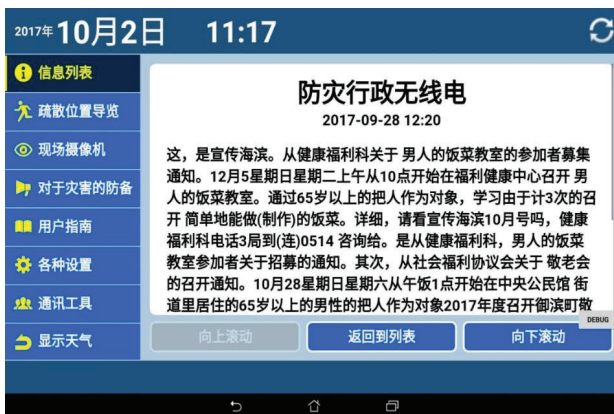 2017年10月2日 11:17
信息列表
疏散位置导览
现场摄像机
对于灾害的防备
用户指南
各种设置
通讯工具
显示天气
防灾行政无线电
2017-09-28 12:20
这，是宣传海滨。从健康福利科关于 男人的饭菜教室的参加者募集
通知。12月5星期日星期二上午从10点开始在福利健康中心召开 男
人的饭菜教室。通过65岁以上的把人作为对象，学习由于计3次的召
开 简单地能做(制作)的饭菜。详细，请看宣传海滨10月号吗，健康
福利科电话3局到(连)0514 咨询给。是从健康福利科，男人的饭菜
教室参加者关于招募的通知。其次，从社会福利协议会关于 敬老会
的召开通知。10月28星期日星期六从午饭1点开始在中央公民馆 街
道里居住的65岁以上的男性的把人作为对象2017年度召开御滨町敬
DEBUG
向上滚动
返回到列表
向下滚动